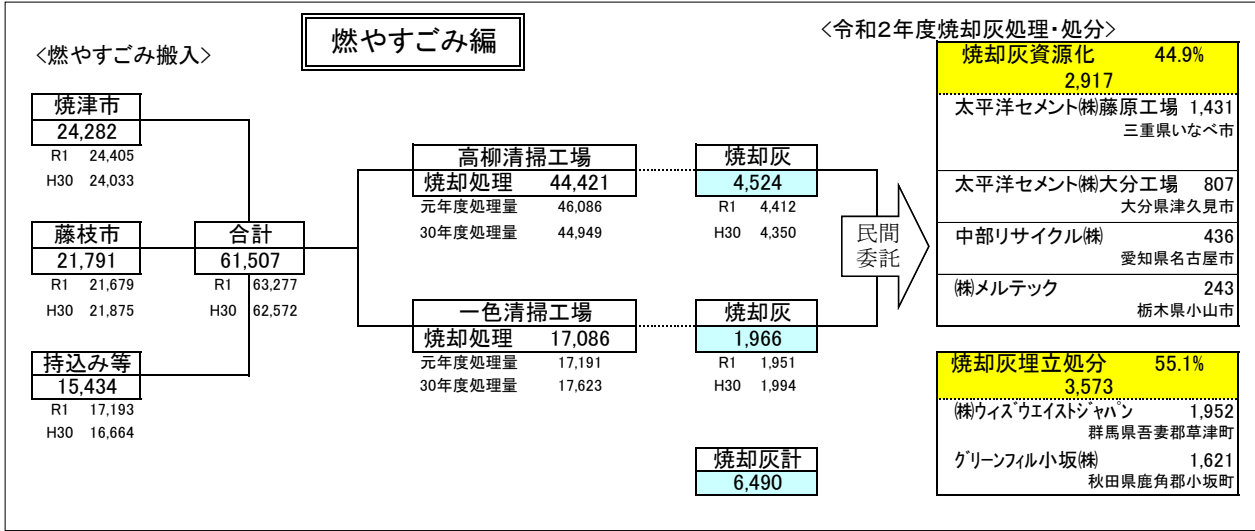 燃やすごみ編
<燃やすごみ搬入>
焼津市
24,282
R1 24,405
H30 24,033
藤枝市
21,791
R1 21,679
H30 21,875
持込み等
15,434
R1 17,193
H30 16,664
合計
61,507
R1 63,277
H30 62,572
高柳清掃工場
焼却処理 44,421
元年度処理量 46,086
30年度処理量 44,949
一色清掃工場
焼却処理 17,086
元年度処理量 17,191
30年度処理量 17,623
焼却灰
4,524
R1 4,412
H30 4,350
焼却灰
1,966
R1 1,951
H30 1,994
焼却灰計
6,490
民間
委託
<令和2年度焼却灰処理・処分>
焼却灰資源化 44.9%
2,917
太平洋セメント㈱藤原工場 1,431
三重県いなべ市
太平洋セメント㈱大分工場 807
大分県津久見市
中部リサイクル㈱ 436
愛知県名古屋市
㈱メルテック 243
栃木県小山市
焼却灰埋立処分 55.1%
3,573
㈱ウィズウエイストジャパン 1,952
群馬県吾妻郡草津町
グリーンフィル小坂㈱ 1,621
秋田県鹿角郡小坂町